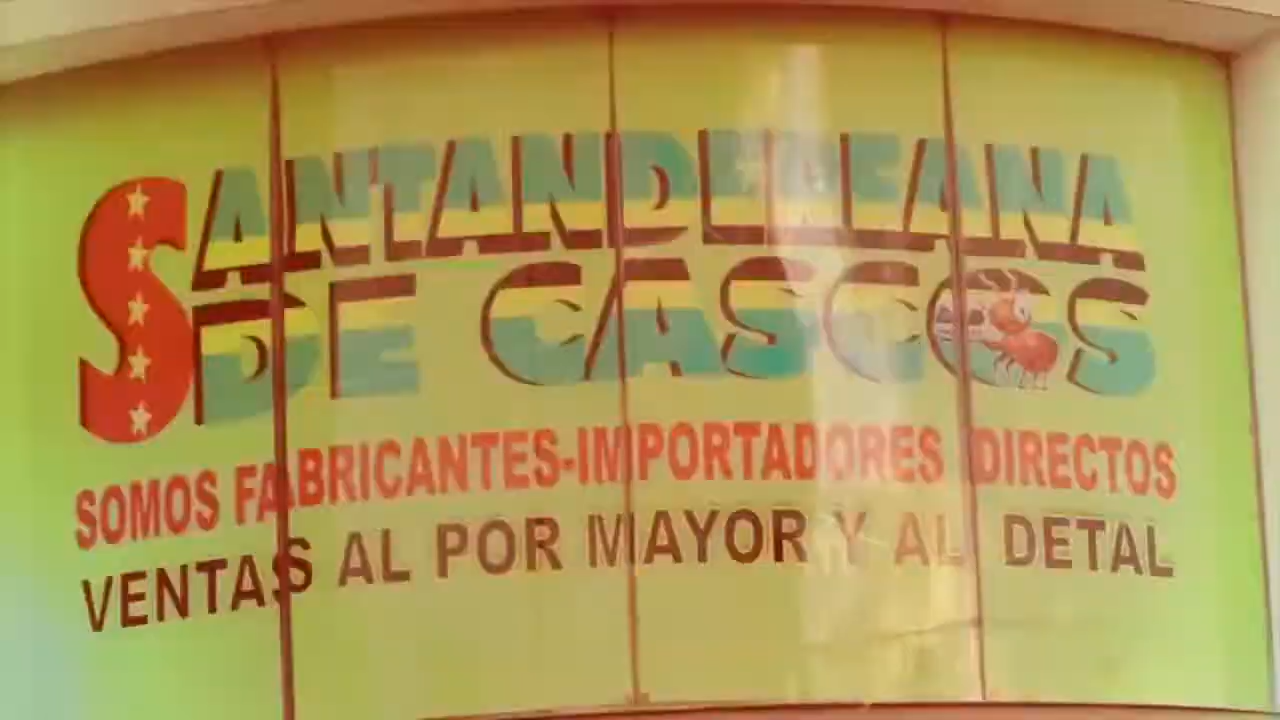 SANTANDEREANA
DE CASCOS
SOMOS FABRICANTES-IMPORTADORES DIRECTOS
VENTAS AL POR MAYOR Y AL DETAL